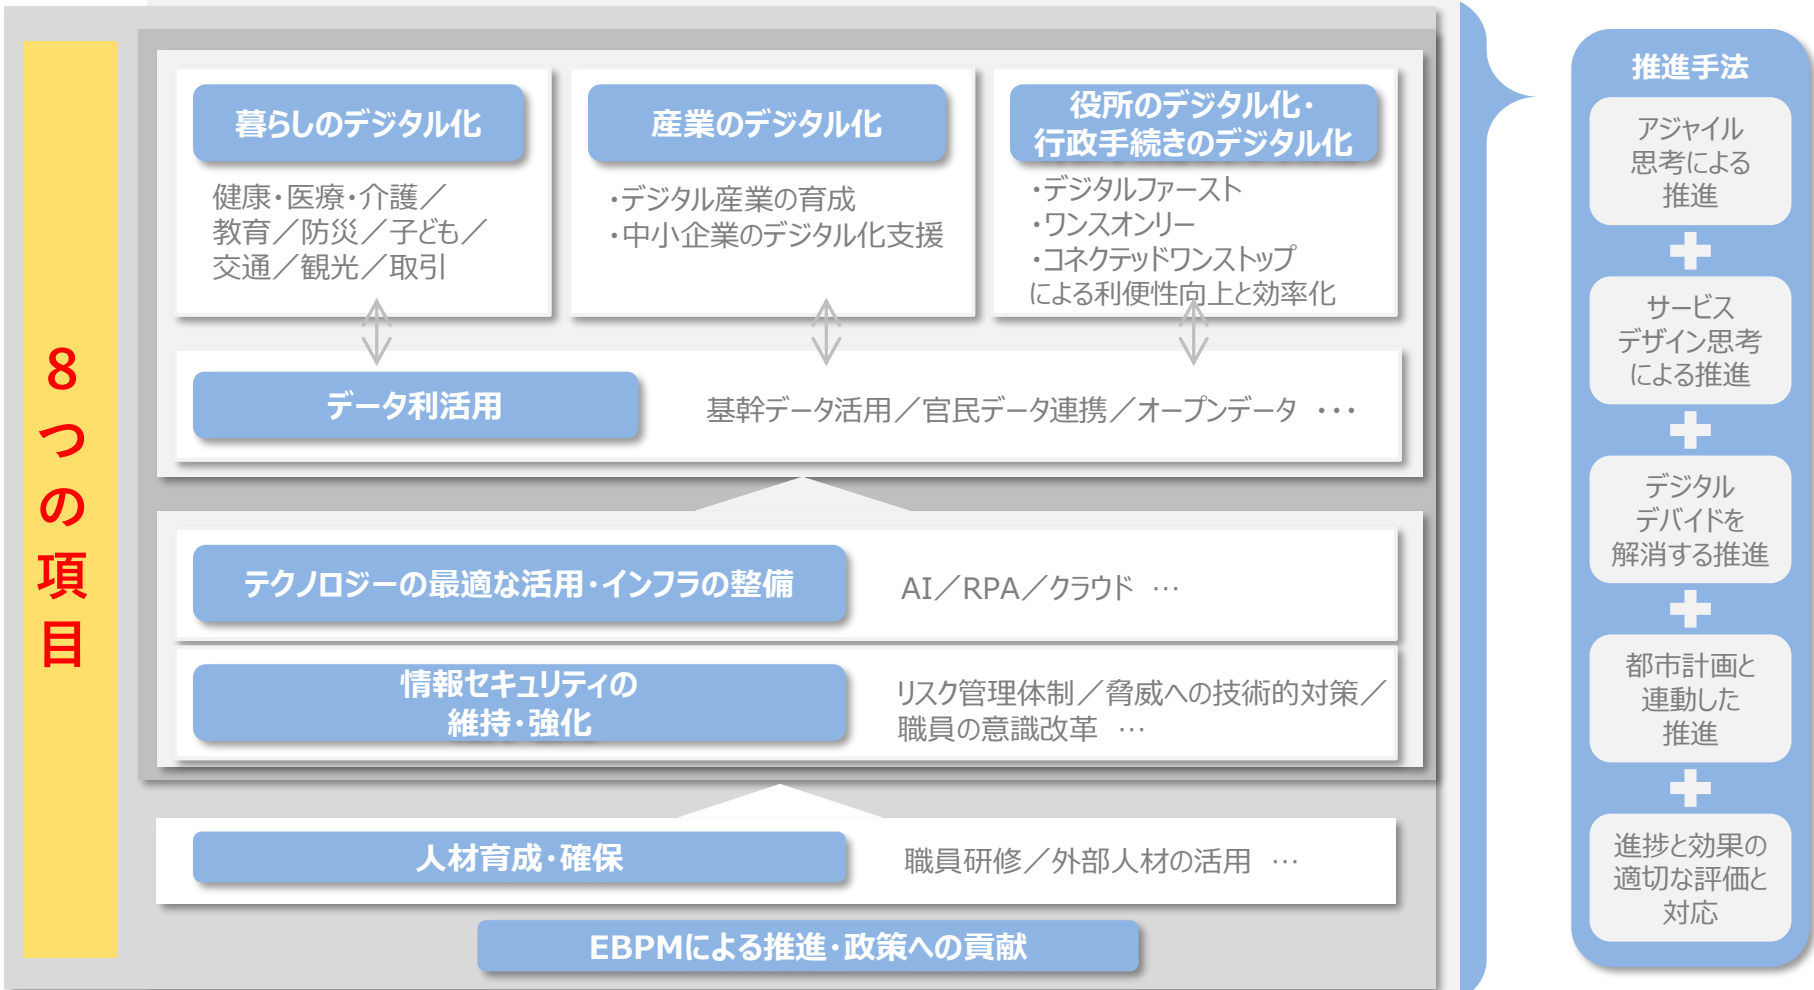 8つの項目
暮らしのデジタル化
健康・医療・介護／
教育／防災／子ども／
交通／観光／取引
産業のデジタル化
・デジタル産業の育成
・中小企業のデジタル化支援
役所のデジタル化・
行政手続きのデジタル化
・デジタルファースト
・ワンスオンリー
・コネクテッドワンストップ
による利便性向上と効率化
データ利活用
基幹データ活用／官民データ連携／オープンデータ ・・・
テクノロジーの最適な活用・インフラの整備
AI／RPA／クラウド …
情報セキュリティの
維持・強化
リスク管理体制／脅威への技術的対策／
職員の意識改革 …
人材育成・確保
職員研修／外部人材の活用 …
EBPMによる推進・政策への貢献
推進手法
アジャイル
思考による
推進
サービス
デザイン思考
による推進
デジタル
デバイドを
解消する推進
都市計画と
連動した
推進
進捗と効果の
適切な評価と
対応